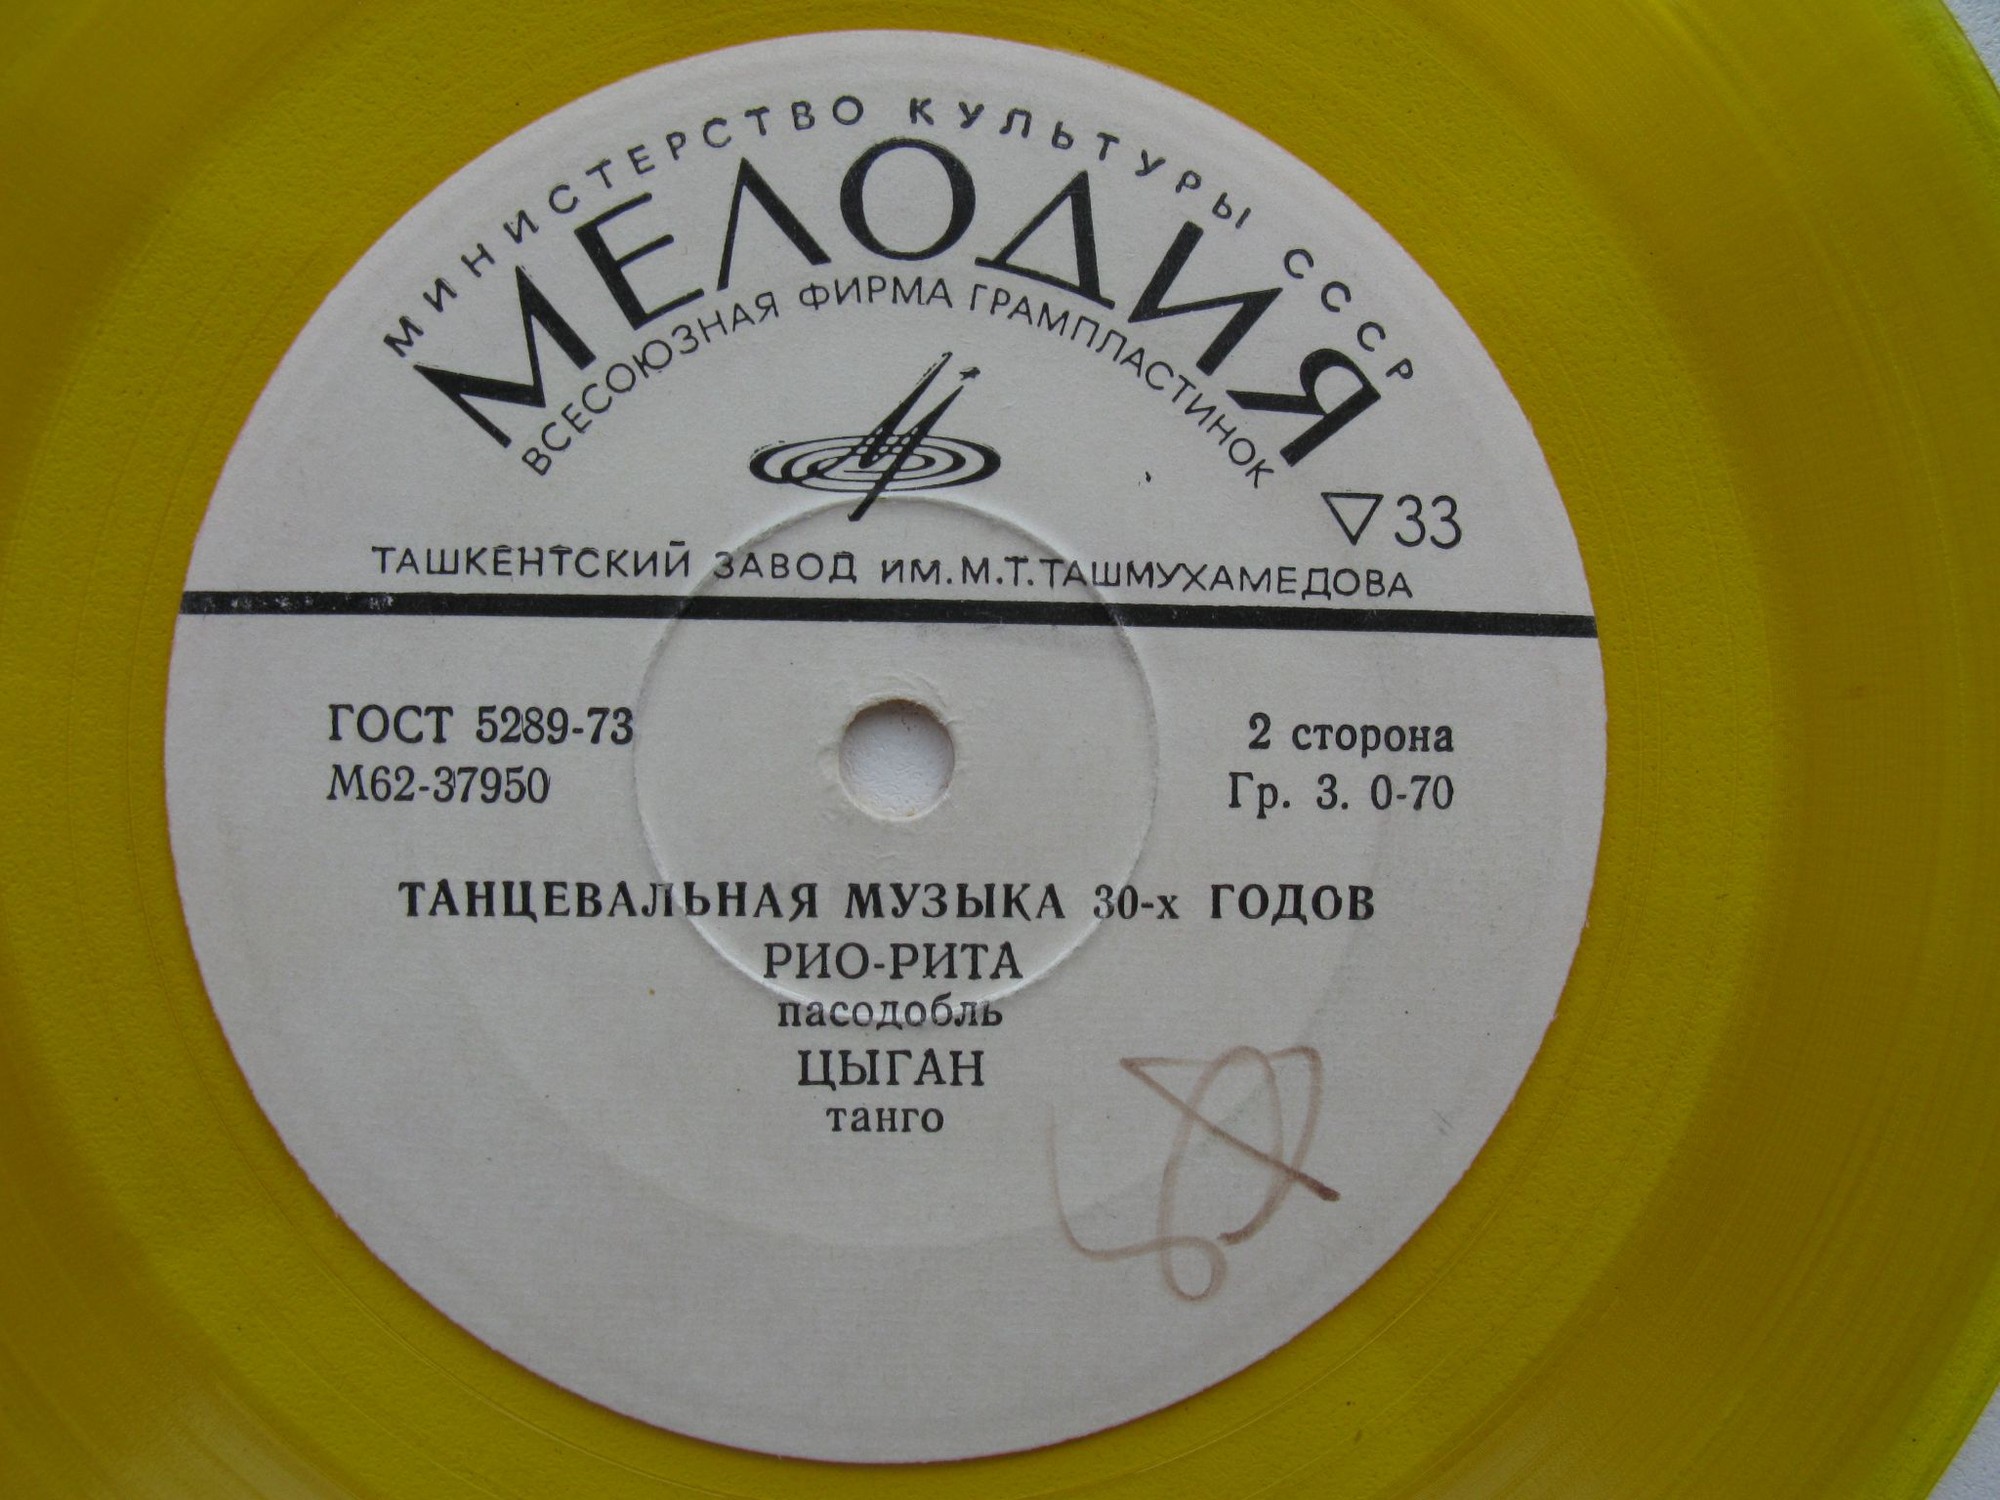 МИНИСТЕРСТВО КУЛЬТУРЫ СССР
МЕЛОДИЯ
ВСЕСОЮЗНАЯ ФИРМА ГРАМПЛАСТИНОК
33
ТАШКЕНТСКИЙ ЗАВОД ИМ. М.Т. ТАШМУХАМЕДОВА
ГОСТ 5289-73
М62-37950
2 сторона
Гр. 3. 0-70
ТАНЦЕВАЛЬНАЯ МУЗЫКА 30-х ГОДОВ
РИО-РИТА
пасодобль
ЦЫГАН
танго